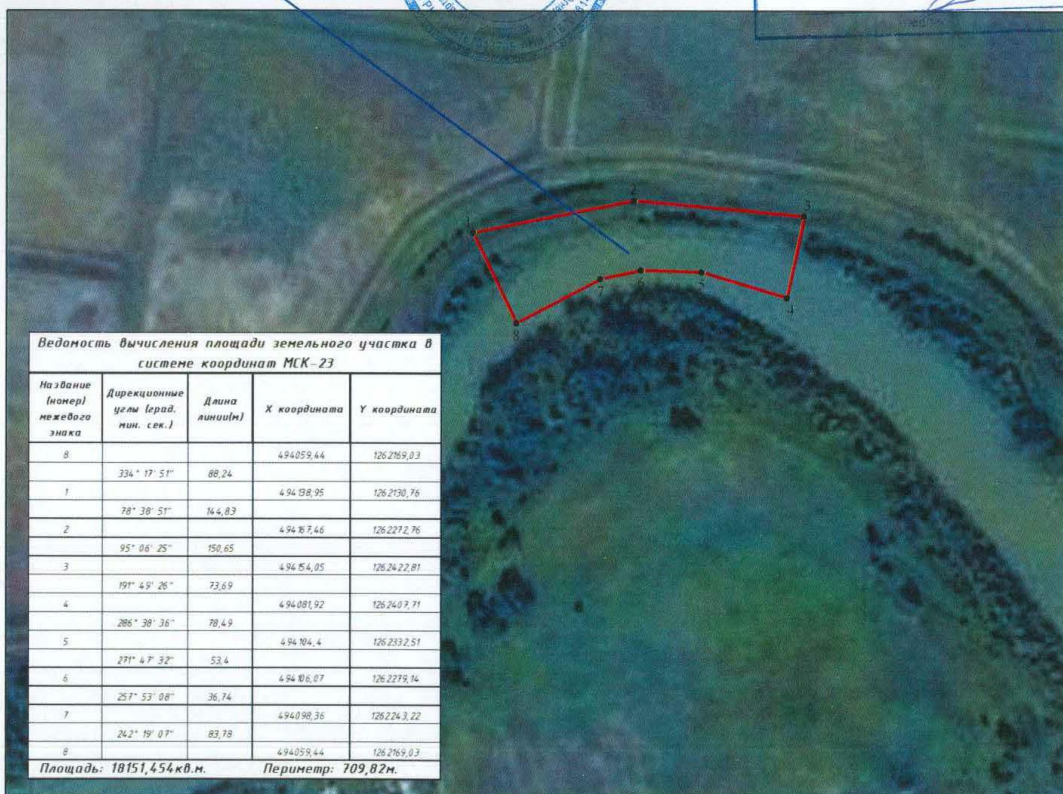 2
1
3
7
6
5
4
8
Ведомость вычисления площади земельного участка в
системе координат МСК-23
Название (номер) межевого знака
Дирекционные углы (град. мин. сек.)
Длина линии(м)
X координата
Y координата
8 494059,44 1262169,03
334° 17' 51" 88,24
1 494138,95 1262130,76
78° 38' 51" 144,83
2 494167,46 1262272,76
95° 06' 25" 150,65
3 494154,05 1262422,81
191° 49' 26" 73,69
4 494081,92 1262407,71
286° 38' 36" 78,49
5 494104,4 1262332,51
271° 47' 32" 53,4
6 494106,07 1262279,14
257° 53' 08" 36,74
7 494098,36 1262243,22
242° 19' 07" 83,78
8 494059,44 1262169,03
Площадь: 18151,454кв.м. Периметр: 709,82м.